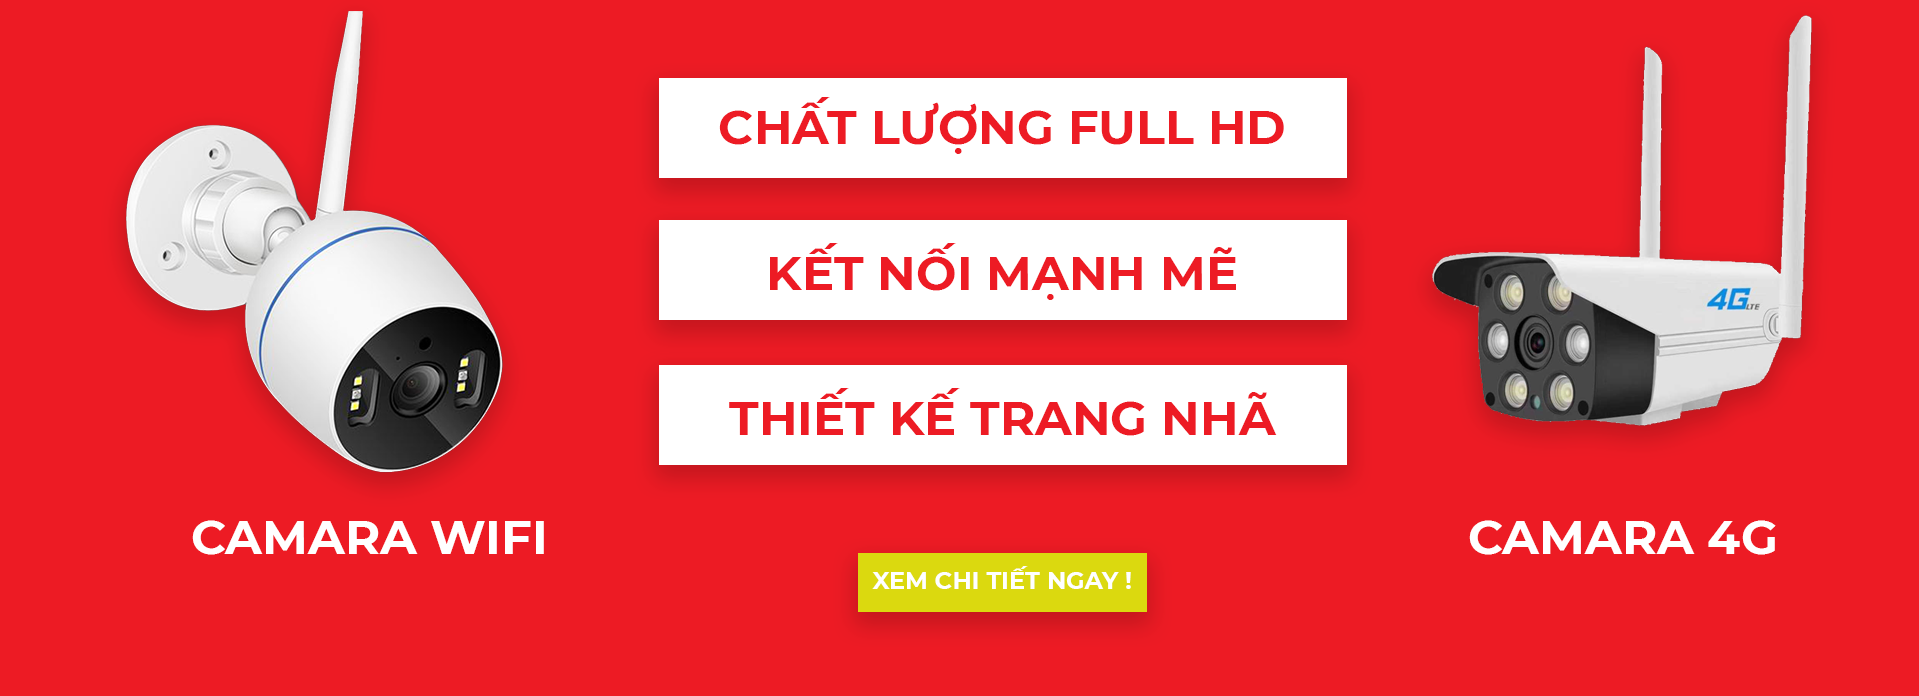 CHẤT LƯỢNG FULL HD
KẾT NỐI MẠNH MẼ
4G LTE
THIẾT KẾ TRANG NHÃ
CAMARA WIFI
CAMARA 4G
XEM CHI TIẾT NGAY !